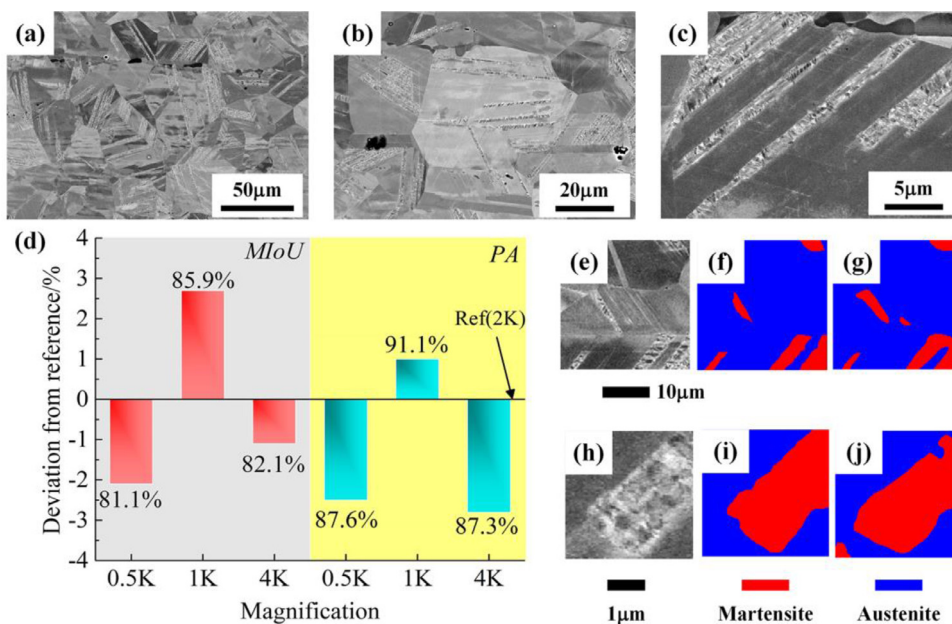 (a)
50μm
(b)
20μm
(c)
5μm
(d)
4
3
2
1
0
-1
-2
-3
-4
Deviation from reference/%
MIoU
PA
85.9%
Ref(2K)
91.1%
81.1%
82.1%
87.6%
87.3%
0.5K 1K 4K 0.5K 1K 4K
Magnification
(e)
(f)
(g)
10μm
(h)
(i)
(j)
1μm
Martensite
Austenite